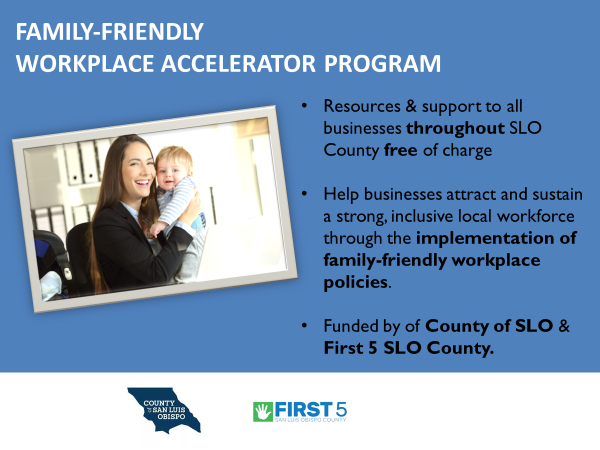 FAMILY-FRIENDLY
WORKPLACE ACCELERATOR PROGRAM
• Resources & support to all
businesses throughout SLO
County free of charge
• Help businesses attract and sustain
a strong, inclusive local workforce
through the implementation of
family-friendly workplace
policies.
• Funded by of County of SLO &
First 5 SLO County.
COUNTY
OF SAN LUIS
OBISPO
FIRST 5
SAN LUIS OBISPO COUNTY